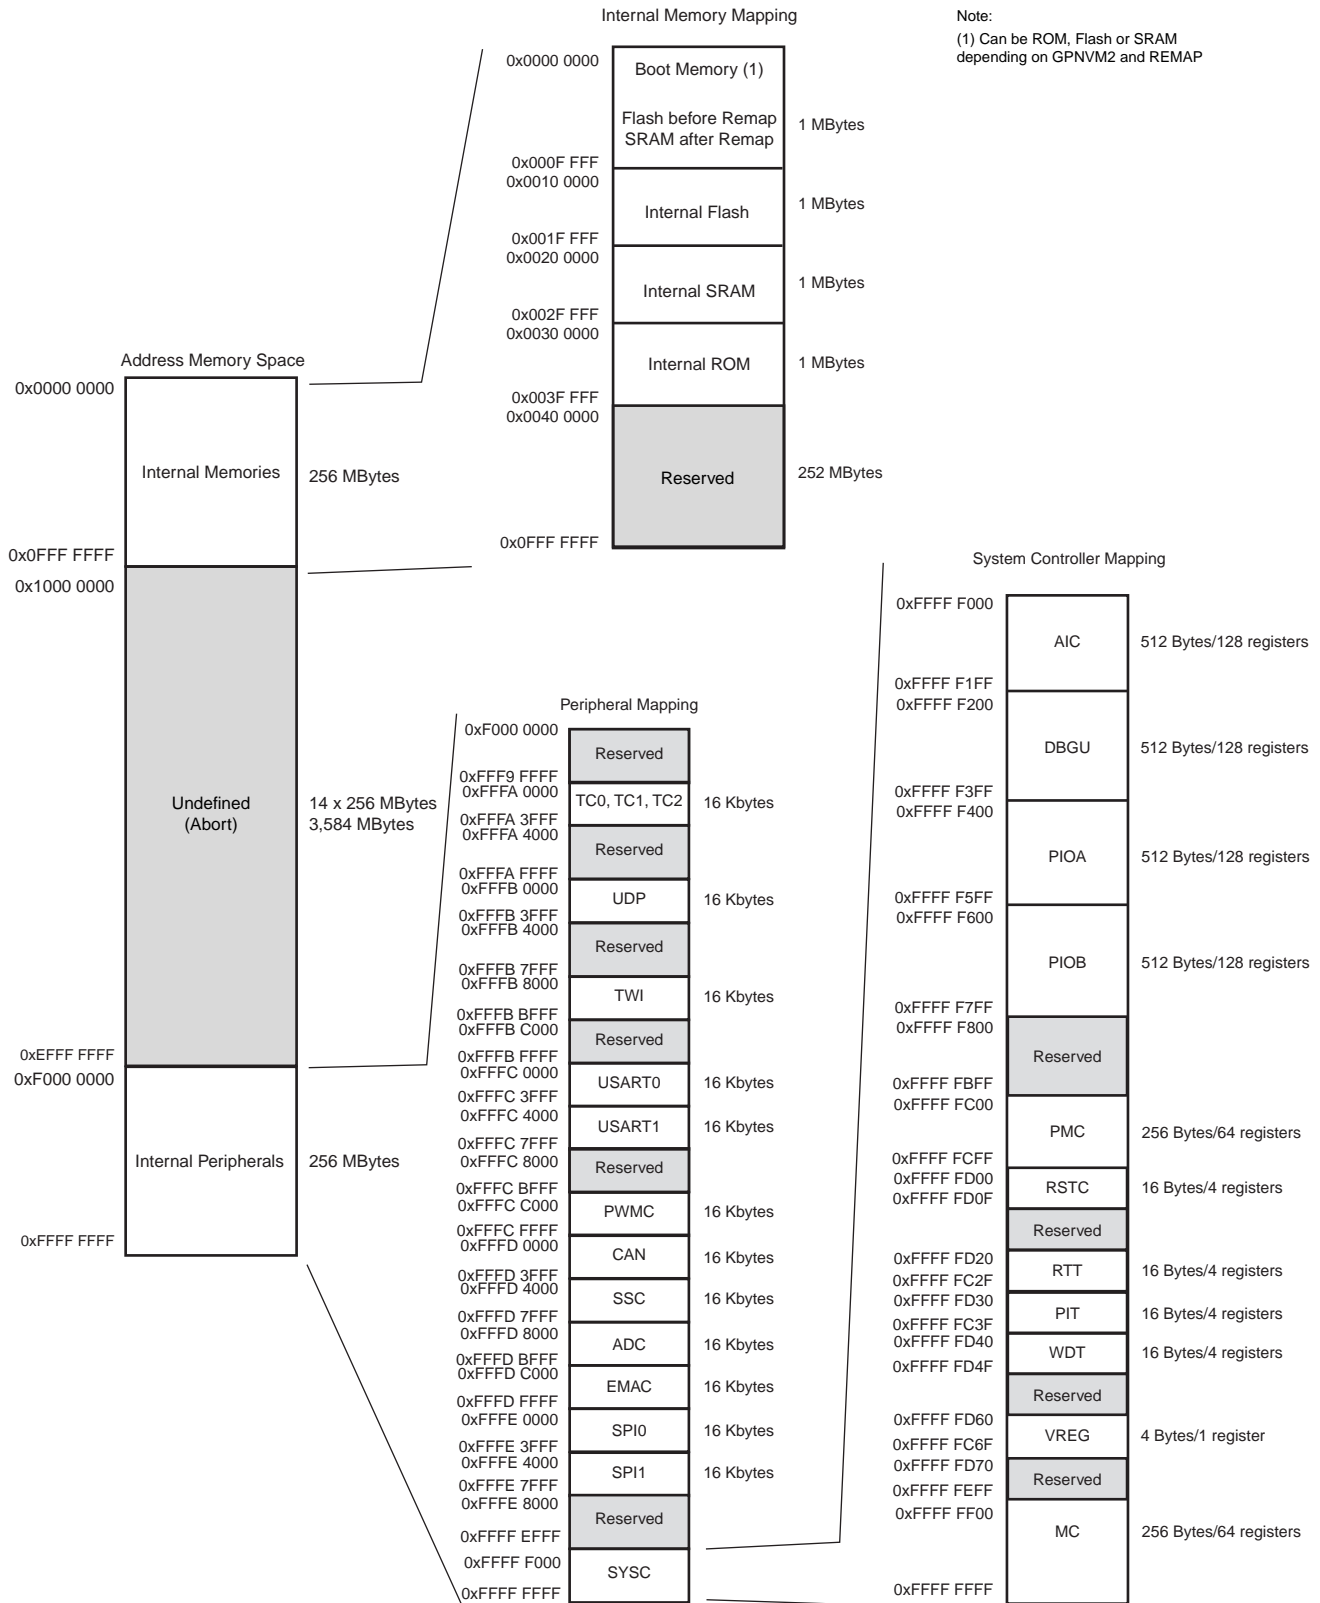 Internal Memory Mapping
Note:
(1) Can be ROM, Flash or SRAM
depending on GPNVM2 and REMAP
0x0000 0000
Boot Memory (1)
Flash before Remap
SRAM after Remap
1 MBytes
0x000F FFF
0x0010 0000
Internal Flash
1 MBytes
0x001F FFF
0x0020 0000
Internal SRAM
1 MBytes
0x002F FFF
0x0030 0000
Internal ROM
1 MBytes
0x003F FFF
0x0040 0000
Reserved
252 MBytes
0x0FFF FFFF
Address Memory Space
0x0000 0000
Internal Memories
256 MBytes
0x0FFF FFFF
0x1000 0000
Undefined
(Abort)
14 x 256 MBytes
3,584 MBytes
0xEFFF FFFF
0xF000 0000
Internal Peripherals
256 MBytes
0xFFFF FFFF
Peripheral Mapping
0xF000 0000
Reserved
0xFFF9 FFFF
0xFFFA 0000
TC0, TC1, TC2
16 Kbytes
0xFFFA 3FFF
0xFFFA 4000
Reserved
0xFFFA FFFF
0xFFFB 0000
UDP
16 Kbytes
0xFFFB 3FFF
0xFFFB 4000
Reserved
0xFFFB 7FFF
0xFFFB 8000
TWI
16 Kbytes
0xFFFB BFFF
0xFFFB C000
Reserved
0xFFFB FFFF
0xFFFC 0000
USART0
16 Kbytes
0xFFFC 3FFF
0xFFFC 4000
USART1
16 Kbytes
0xFFFC 7FFF
0xFFFC 8000
Reserved
0xFFFC BFFF
0xFFFC C000
PWMC
16 Kbytes
0xFFFC FFFF
0xFFFD 0000
CAN
16 Kbytes
0xFFFD 3FFF
0xFFFD 4000
SSC
16 Kbytes
0xFFFD 7FFF
0xFFFD 8000
ADC
16 Kbytes
0xFFFD BFFF
0xFFFD C000
EMAC
16 Kbytes
0xFFFD FFFF
0xFFFE 0000
SPI0
16 Kbytes
0xFFFE 3FFF
0xFFFE 4000
SPI1
16 Kbytes
0xFFFE 7FFF
0xFFFE 8000
Reserved
0xFFFF EFFF
0xFFFF F000
SYSC
0xFFFF FFFF
System Controller Mapping
0xFFFF F000
AIC
512 Bytes/128 registers
0xFFFF F1FF
0xFFFF F200
DBGU
512 Bytes/128 registers
0xFFFF F3FF
0xFFFF F400
PIOA
512 Bytes/128 registers
0xFFFF F5FF
0xFFFF F600
PIOB
512 Bytes/128 registers
0xFFFF F7FF
0xFFFF F800
Reserved
0xFFFF FBFF
0xFFFF FC00
PMC
256 Bytes/64 registers
0xFFFF FCFF
0xFFFF FD00
RSTC
16 Bytes/4 registers
0xFFFF FD0F
Reserved
0xFFFF FD20
RTT
16 Bytes/4 registers
0xFFFF FC2F
0xFFFF FD30
PIT
16 Bytes/4 registers
0xFFFF FC3F
0xFFFF FD40
WDT
16 Bytes/4 registers
0xFFFF FD4F
Reserved
0xFFFF FD60
VREG
4 Bytes/1 register
0xFFFF FC6F
0xFFFF FD70
Reserved
0xFFFF FEFF
0xFFFF FF00
MC
256 Bytes/64 registers
0xFFFF FFFF